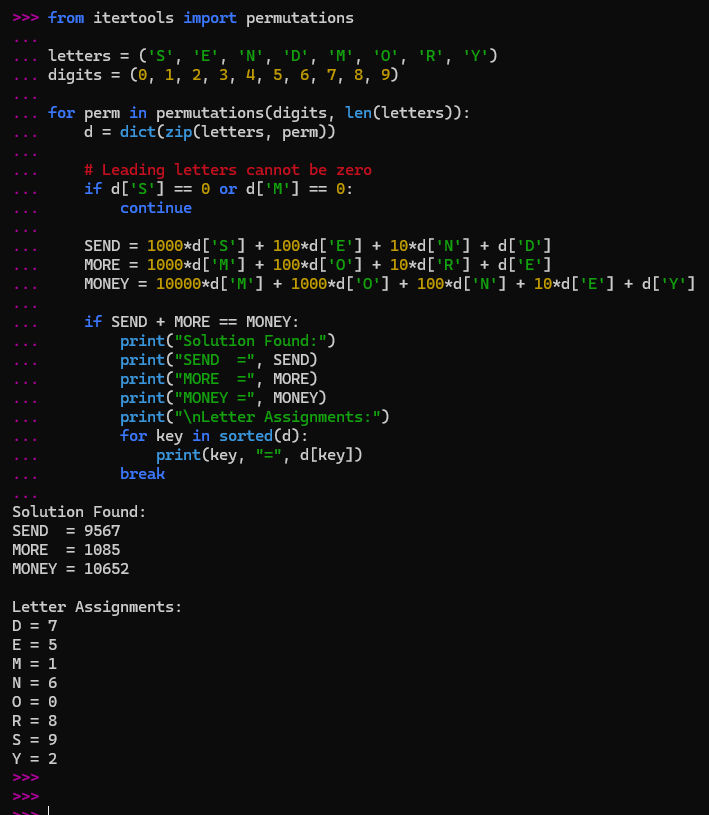 >>> from itertools import permutations
...
... letters = ('S', 'E', 'N', 'D', 'M', 'O', 'R', 'Y')
... digits = (0, 1, 2, 3, 4, 5, 6, 7, 8, 9)
...
... for perm in permutations(digits, len(letters)):
...     d = dict(zip(letters, perm))
...
...     # Leading letters cannot be zero
...     if d['S'] == 0 or d['M'] == 0:
...         continue
...
...     SEND = 1000*d['S'] + 100*d['E'] + 10*d['N'] + d['D']
...     MORE = 1000*d['M'] + 100*d['O'] + 10*d['R'] + d['E']
...     MONEY = 10000*d['M'] + 1000*d['O'] + 100*d['N'] + 10*d['E'] + d['Y']
...
...     if SEND + MORE == MONEY:
...         print("Solution Found:")
...         print("SEND  =", SEND)
...         print("MORE  =", MORE)
...         print("MONEY =", MONEY)
...         print("\nLetter Assignments:")
...         for key in sorted(d):
...             print(key, "=", d[key])
...         break
...
Solution Found:
SEND  = 9567
MORE  = 1085
MONEY = 10652

Letter Assignments:
D = 7
E = 5
M = 1
N = 6
O = 0
R = 8
S = 9
Y = 2
>>>
>>>
>>>